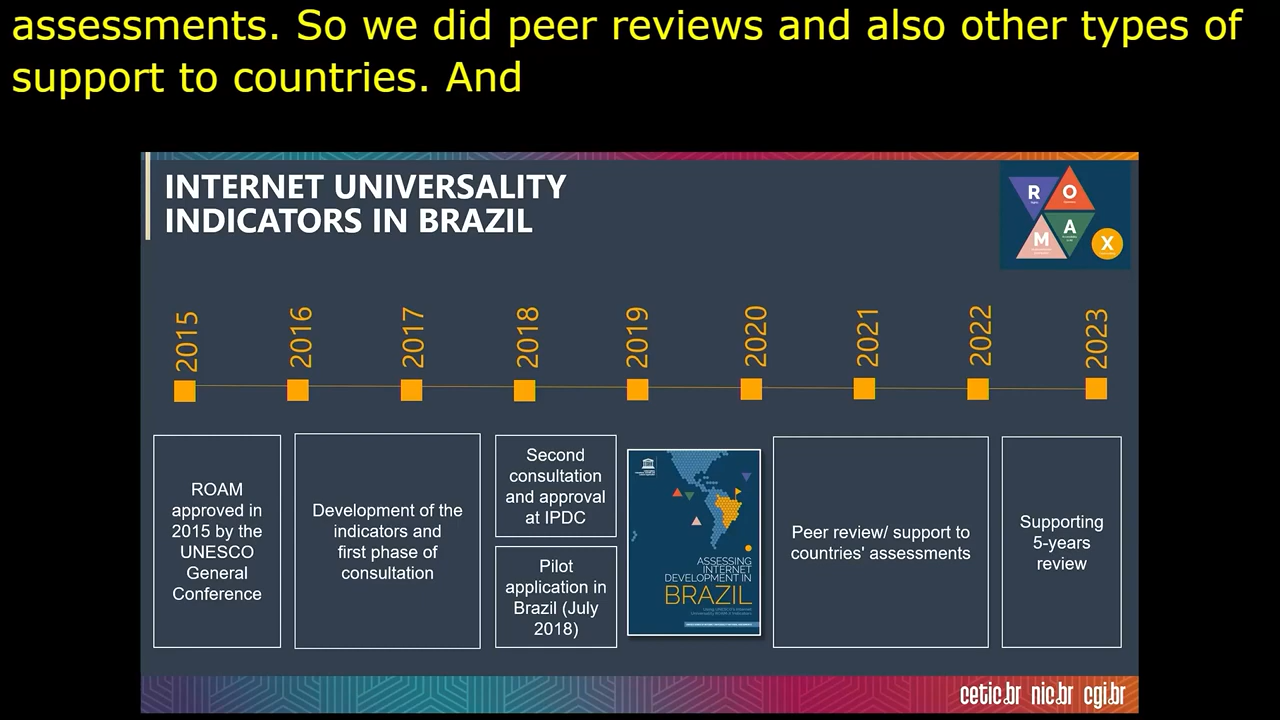 assessments. So we did peer reviews and also other types of
support to countries. And
INTERNET UNIVERSALITY
INDICATORS IN BRAZIL
R
O
M
A
X
2015
2016
2017
2018
2019
2020
2021
2022
2023
ROAM
approved in
2015 by the
UNESCO
General
Conference
Development of the
indicators and
first phase of
consultation
Second
consultation
and approval
at IPDC
Pilot
application in
Brazil (July
2018)
ASSESSING
INTERNET
DEVELOPMENT IN
BRAZIL
Peer review/ support to
countries' assessments
Supporting
5-years
review
cetic.br nic.br cgi.br